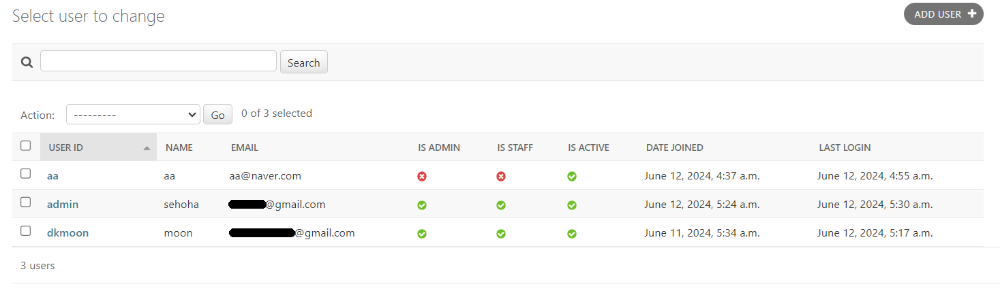 Select user to change
ADD USER
Search
Action: --------- Go 0 of 3 selected
USER ID NAME EMAIL IS ADMIN IS STAFF IS ACTIVE DATE JOINED LAST LOGIN
aa aa aa@naver.com June 12, 2024, 4:37 a.m. June 12, 2024, 4:55 a.m.
admin sehoha @gmail.com June 12, 2024, 5:24 a.m. June 12, 2024, 5:30 a.m.
dkmoon moon @gmail.com June 11, 2024, 5:34 a.m. June 12, 2024, 5:17 a.m.
3 users